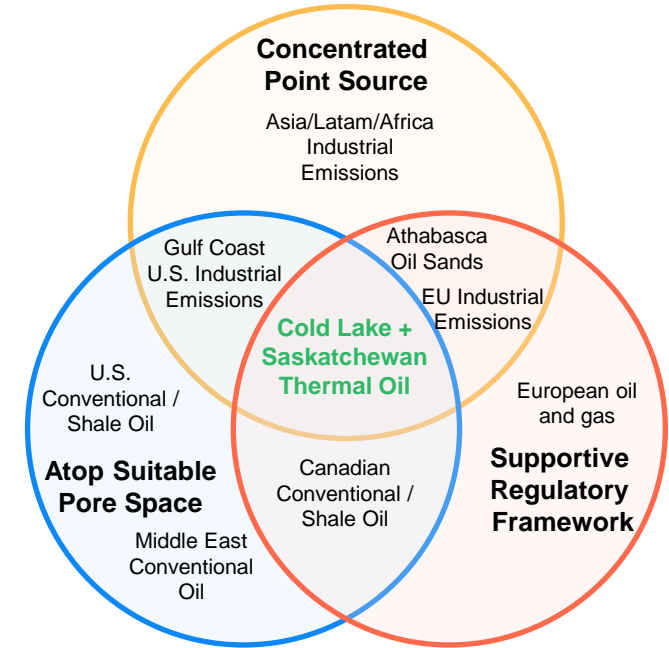 Concentrated
Point Source
Asia/Latam/Africa
Industrial
Emissions
Gulf Coast
U.S. Industrial
Emissions
Athabasca
Oil Sands
EU Industrial
Emissions
Cold Lake +
Saskatchewan
Thermal Oil
U.S.
Conventional /
Shale Oil
European oil
and gas
Atop Suitable
Pore Space
Canadian
Conventional /
Shale Oil
Supportive
Regulatory
Framework
Middle East
Conventional
Oil